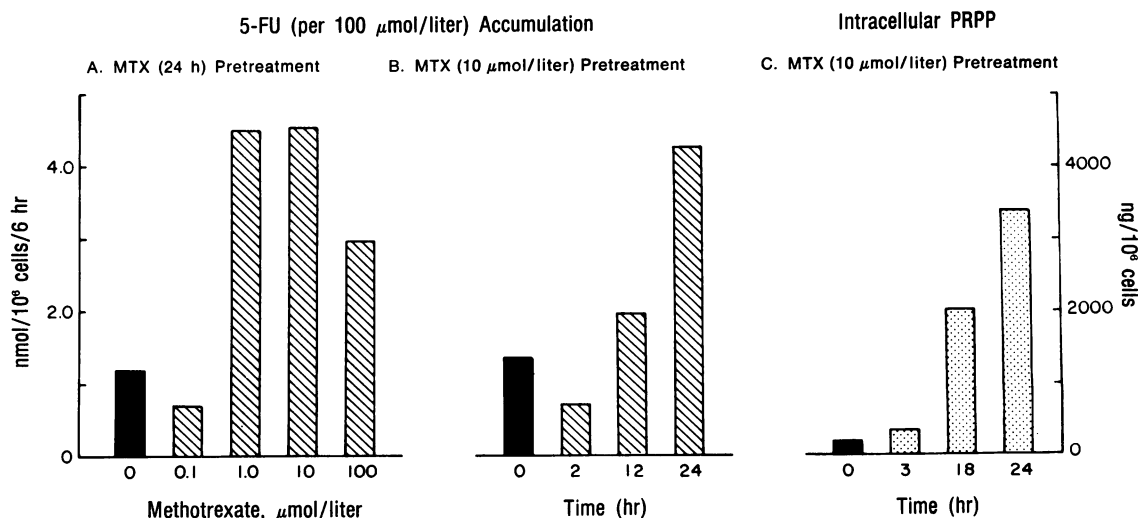 5-FU (per 100 μmol/liter) Accumulation
Intracellular PRPP
A. MTX (24 h) Pretreatment
B. MTX (10 μmol/liter) Pretreatment
C. MTX (10 μmol/liter) Pretreatment
nmol/10⁶ cells/6 hr
4.0
2.0
0
0
0.1
1.0
10
100
Methotrexate, μmol/liter
0
2
12
24
Time (hr)
4000
2000
0
ng/10⁶ cells
0
3
18
24
Time (hr)